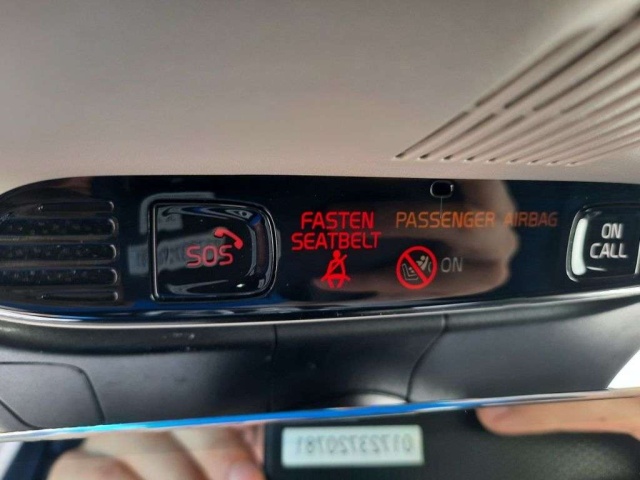 SOS
FASTEN
SEATBELT
PASSENGER AIRBAG
ON
ON
CALL
01723720781